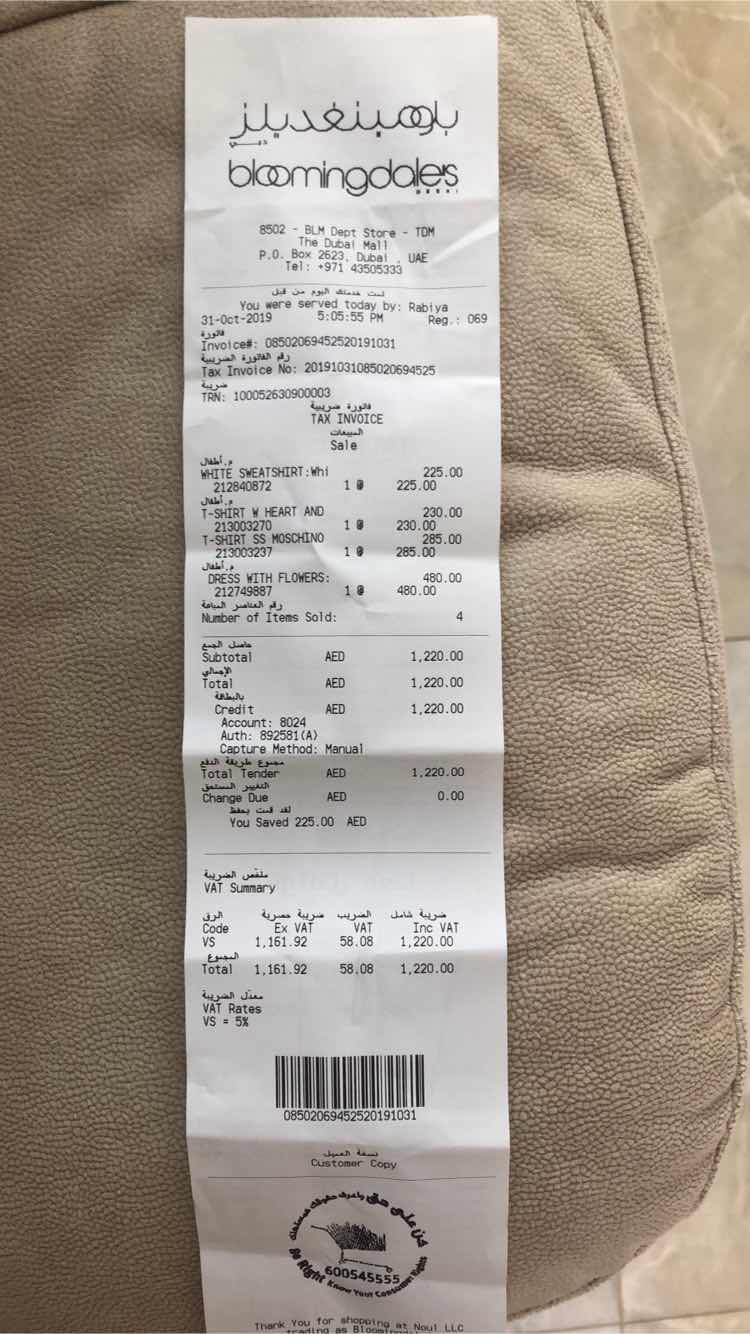 بلومينغديلز
دبي
bloomingdale's
DUBAI
8502 - BLM Dept Store - TDM
The Dubai Mall
P.O. Box 2623, Dubai , UAE
Tel: +971 43505333
تمت خدمتك اليوم من قبل
You were served today by: Rabiya
31-Oct-2019 5:05:55 PM Reg.: 069
فاتورة
Invoice#: 08502069452520191031
رقم الفاتورة الضريبية
Tax Invoice No: 20191031085020694525
ضريبة
TRN: 100052630900003
فاتورة ضريبية
TAX INVOICE
المبيعات
Sale
م.أطفال
WHITE SWEATSHIRT:Whi 225.00
212840872 1 @ 225.00
م.أطفال
T-SHIRT W HEART AND 230.00
213003270 1 @ 230.00
T-SHIRT SS MOSCHINO 285.00
213003237 1 @ 285.00
م.أطفال
DRESS WITH FLOWERS: 480.00
212749887 1 @ 480.00
رقم العناصر المباعة
Number of Items Sold: 4
حاصل الجمع
Subtotal AED 1,220.00
الإجمالي
Total AED 1,220.00
بالبطاقة
Credit AED 1,220.00
Account: 8024
Auth: 892581(A)
Capture Method: Manual
مجموع طريقة الدفع
Total Tender AED 1,220.00
التغيير المستحق
Change Due AED 0.00
لقد قمت بحفظ
You Saved 225.00 AED
ملخص الضريبة
VAT Summary
الرق ضريبة حصرية الضريب ضريبة شامل
Code Ex VAT VAT Inc VAT
VS 1,161.92 58.08 1,220.00
المجموع
Total 1,161.92 58.08 1,220.00
معدّل الضريبة
VAT Rates
VS = 5%
08502069452520191031
نسخة العميل
Customer Copy
كن على حق واعرف حقوقك كمستهلك
600545555
Be Right Know Your Consumer Rights
Thank You for shopping at Noul LLC
trading as